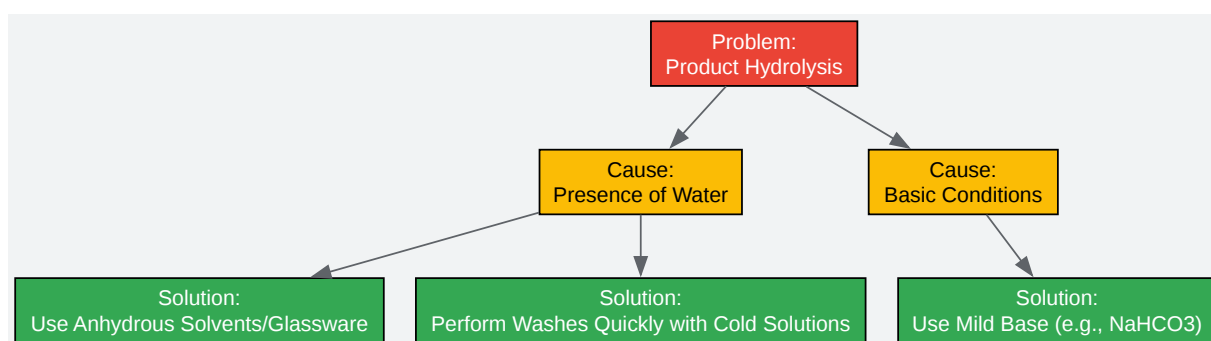 Problem:
Product Hydrolysis
Cause:
Presence of Water
Cause:
Basic Conditions
Solution:
Use Anhydrous Solvents/Glassware
Solution:
Perform Washes Quickly with Cold Solutions
Solution:
Use Mild Base (e.g., NaHCO3)